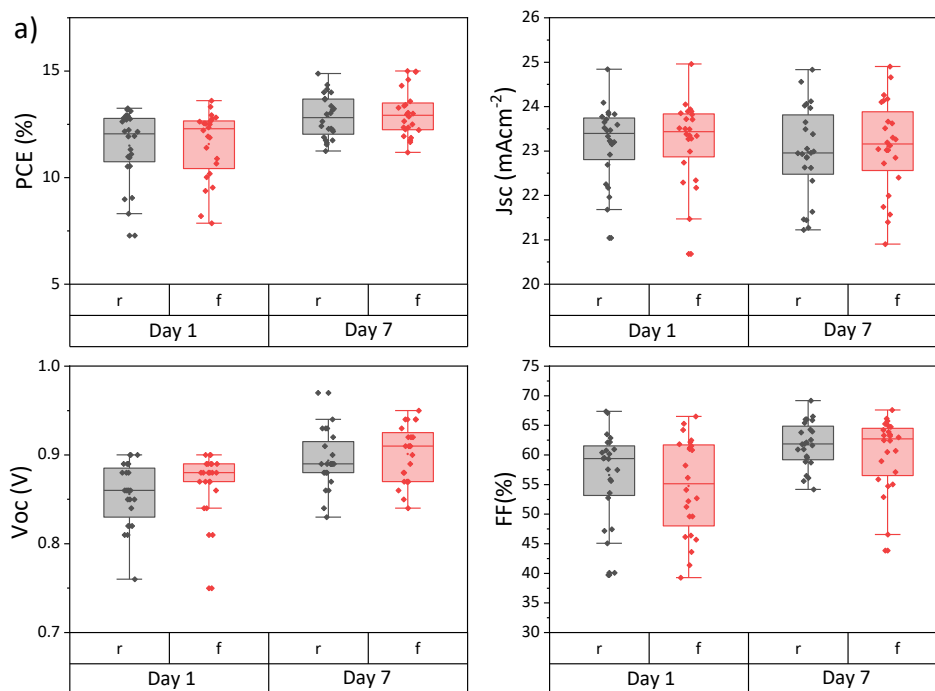 a)
PCE (%)
15
10
5
r f r f
Day 1 Day 7
Jsc (mAcm⁻²)
26
25
24
23
22
21
20
r f r f
Day 1 Day 7
Voc (V)
1.0
0.9
0.8
0.7
r f r f
Day 1 Day 7
FF(%)
75
70
65
60
55
50
45
40
35
30
r f r f
Day 1 Day 7